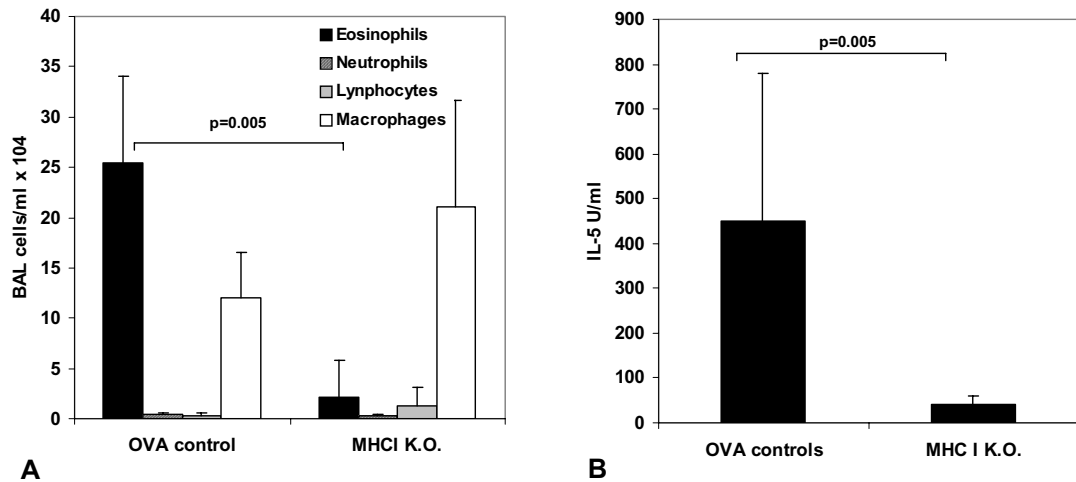 40
35
30
25
20
15
10
5
0
BAL cells/ml x 104
Eosinophils
Neutrophils
Lynphocytes
Macrophages
p=0.005
OVA control
MHCI K.O.
A
900
800
700
600
500
400
300
200
100
0
IL-5 U/ml
p=0.005
OVA controls
MHC I K.O.
B